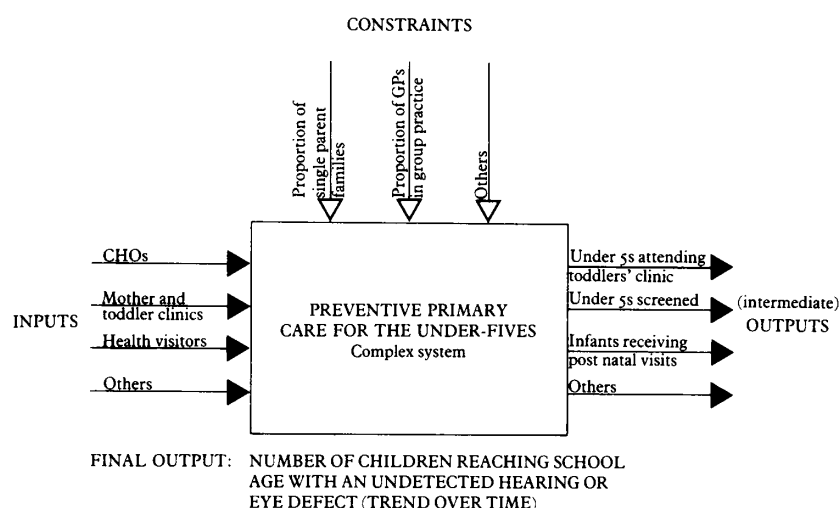 CONSTRAINTS
Proportion of
single parent
families
Proportion of GPs
in group practice
Others
INPUTS
CHOs
Mother and
toddler clinics
Health visitors
Others
PREVENTIVE PRIMARY
CARE FOR THE UNDER-FIVES
Complex system
Under 5s attending
toddlers' clinic
Under 5s screened
Infants receiving
post natal visits
Others
(intermediate)
OUTPUTS
FINAL OUTPUT: NUMBER OF CHILDREN REACHING SCHOOL
AGE WITH AN UNDETECTED HEARING OR
EYE DEFECT (TREND OVER TIME)